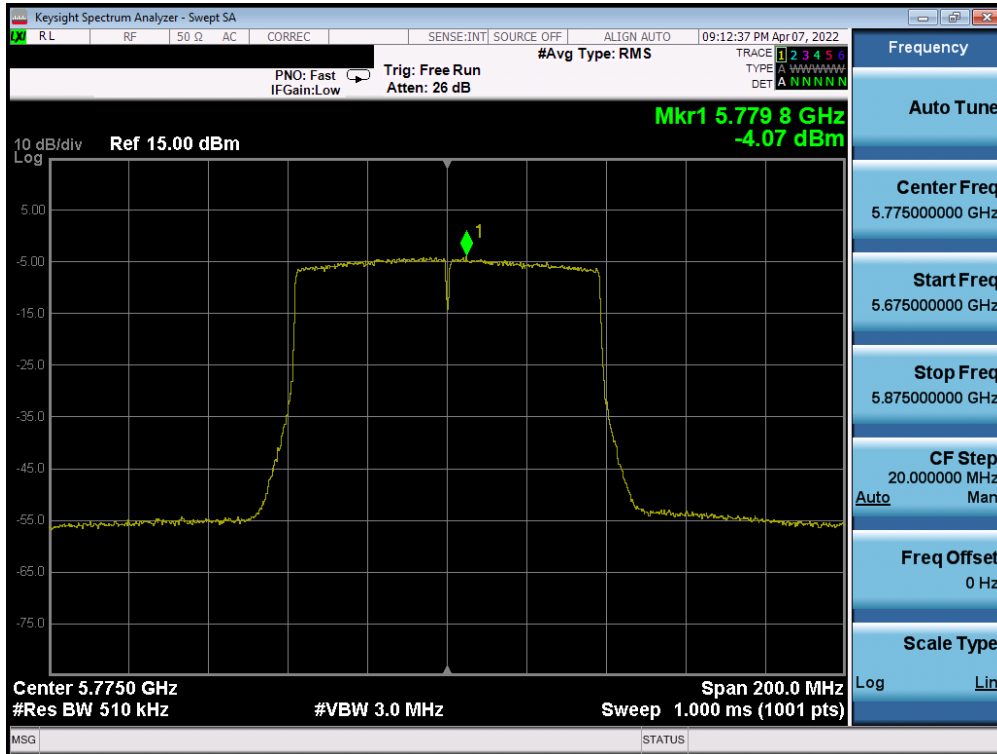 Keysight Spectrum Analyzer - Swept SA
LXI RL RF 50 Ω AC CORREC SENSE:INT SOURCE OFF ALIGN AUTO 09:12:37 PM Apr 07, 2022
#Avg Type: RMS TRACE 1 2 3 4 5 6
PNO: Fast Trig: Free Run TYPE A WWWWW
IFGain:Low Atten: 26 dB DET A N N N N N
Mkr1 5.779 8 GHz
-4.07 dBm
10 dB/div Ref 15.00 dBm
Log
5.00
-5.00
-15.0
-25.0
-35.0
-45.0
-55.0
-65.0
-75.0
1
Center 5.7750 GHz Span 200.0 MHz
#Res BW 510 kHz #VBW 3.0 MHz Sweep 1.000 ms (1001 pts)
MSG STATUS
Frequency
Auto Tune
Center Freq
5.775000000 GHz
Start Freq
5.675000000 GHz
Stop Freq
5.875000000 GHz
CF Step
20.000000 MHz
Auto Man
Freq Offset
0 Hz
Scale Type
Log Lin